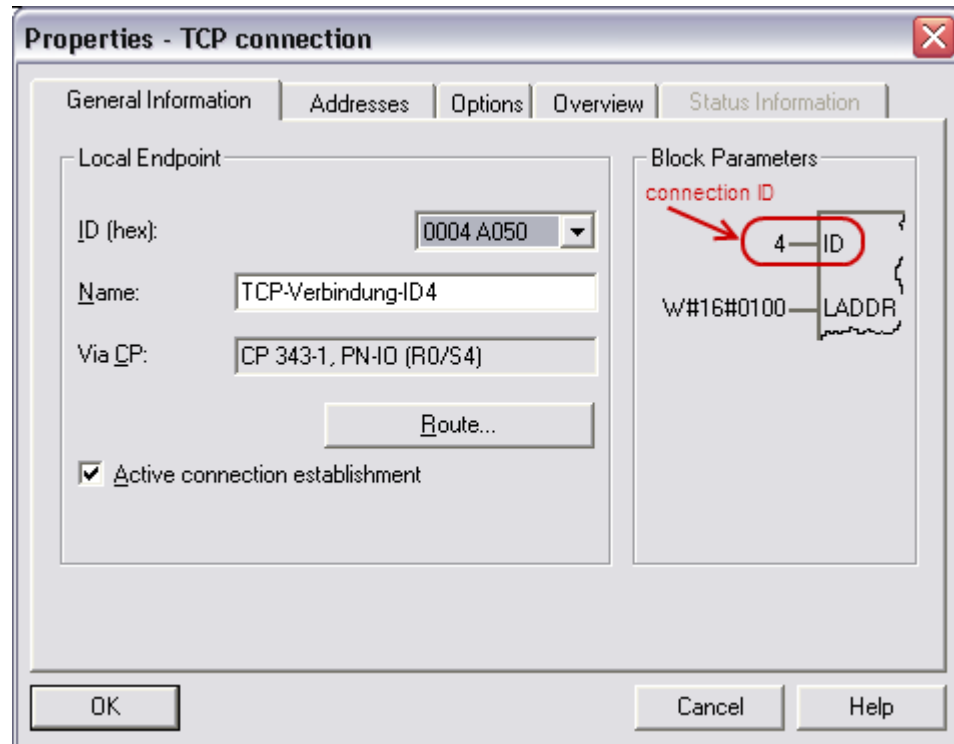 Properties - TCP connection
General Information Addresses Options Overview Status Information
Local Endpoint
ID (hex): 0004 A050
Name: TCP-Verbindung-ID4
Via CP: CP 343-1, PN-IO (R0/S4)
Route...
Active connection establishment
Block Parameters
connection ID
4 ID
W#16#0100 LADDR
OK Cancel Help